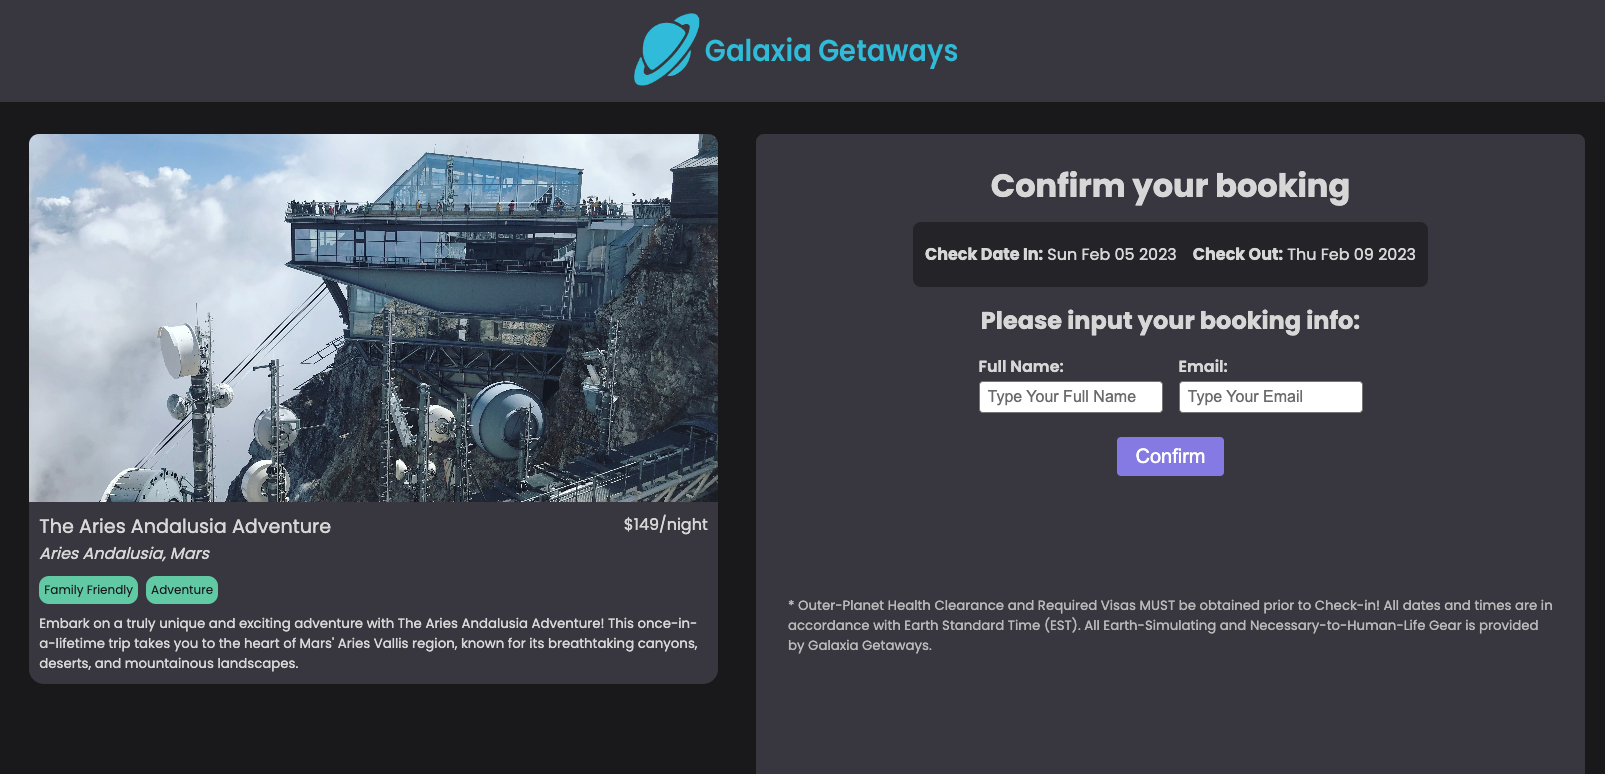 Galaxia Getaways
The Aries Andalusia Adventure
$149/night
Aries Andalusia, Mars
Family Friendly
Adventure
Embark on a truly unique and exciting adventure with The Aries Andalusia Adventure! This once-in-
a-lifetime trip takes you to the heart of Mars' Aries Vallis region, known for its breathtaking canyons,
deserts, and mountainous landscapes.
Confirm your booking
Check Date In: Sun Feb 05 2023 Check Out: Thu Feb 09 2023
Please input your booking info:
Full Name: Email:
Type Your Full Name Type Your Email
Confirm
* Outer-Planet Health Clearance and Required Visas MUST be obtained prior to Check-in! All dates and times are in
accordance with Earth Standard Time (EST). All Earth-Simulating and Necessary-to-Human-Life Gear is provided
by Galaxia Getaways.